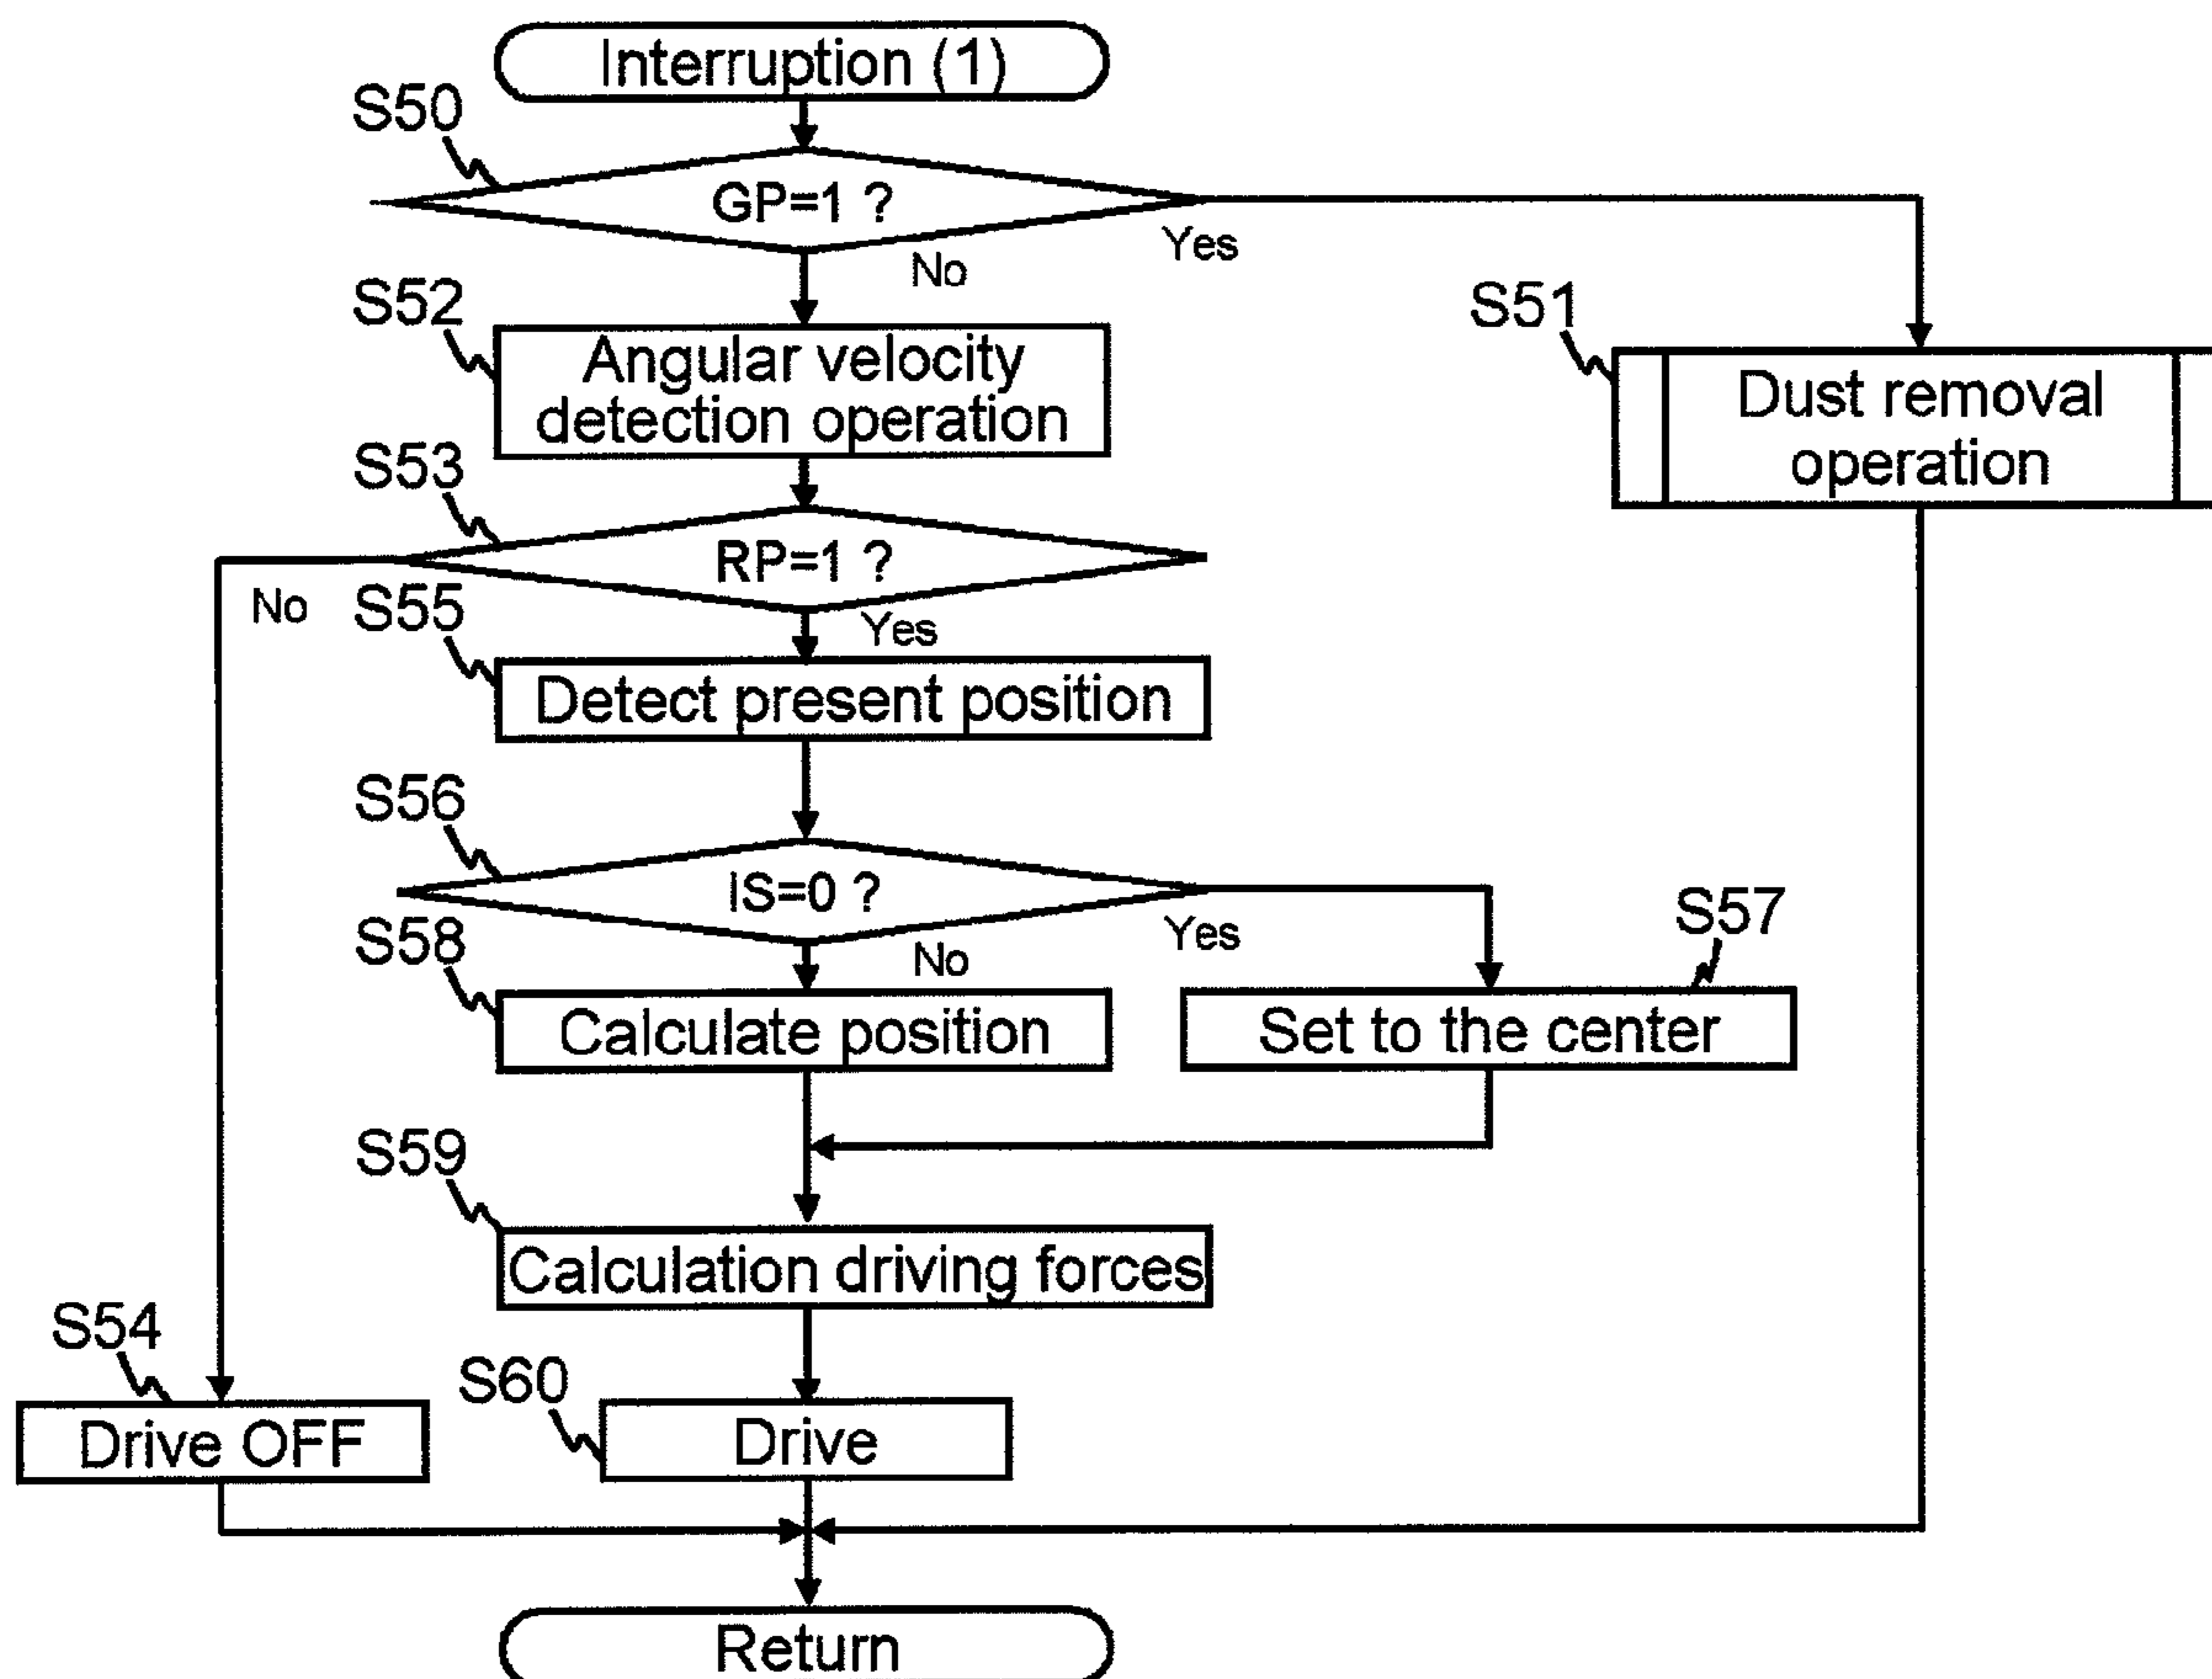 Interruption (1)
S50
GP=1 ?
Yes
No
S52
Angular velocity
detection operation
S51
Dust removal
operation
S53
RP=1 ?
No
Yes
S55
Detect present position
S56
IS=0 ?
Yes
No
S57
S58
Calculate position
Set to the center
S59
Calculation driving forces
S54
Drive OFF
S60
Drive
Return